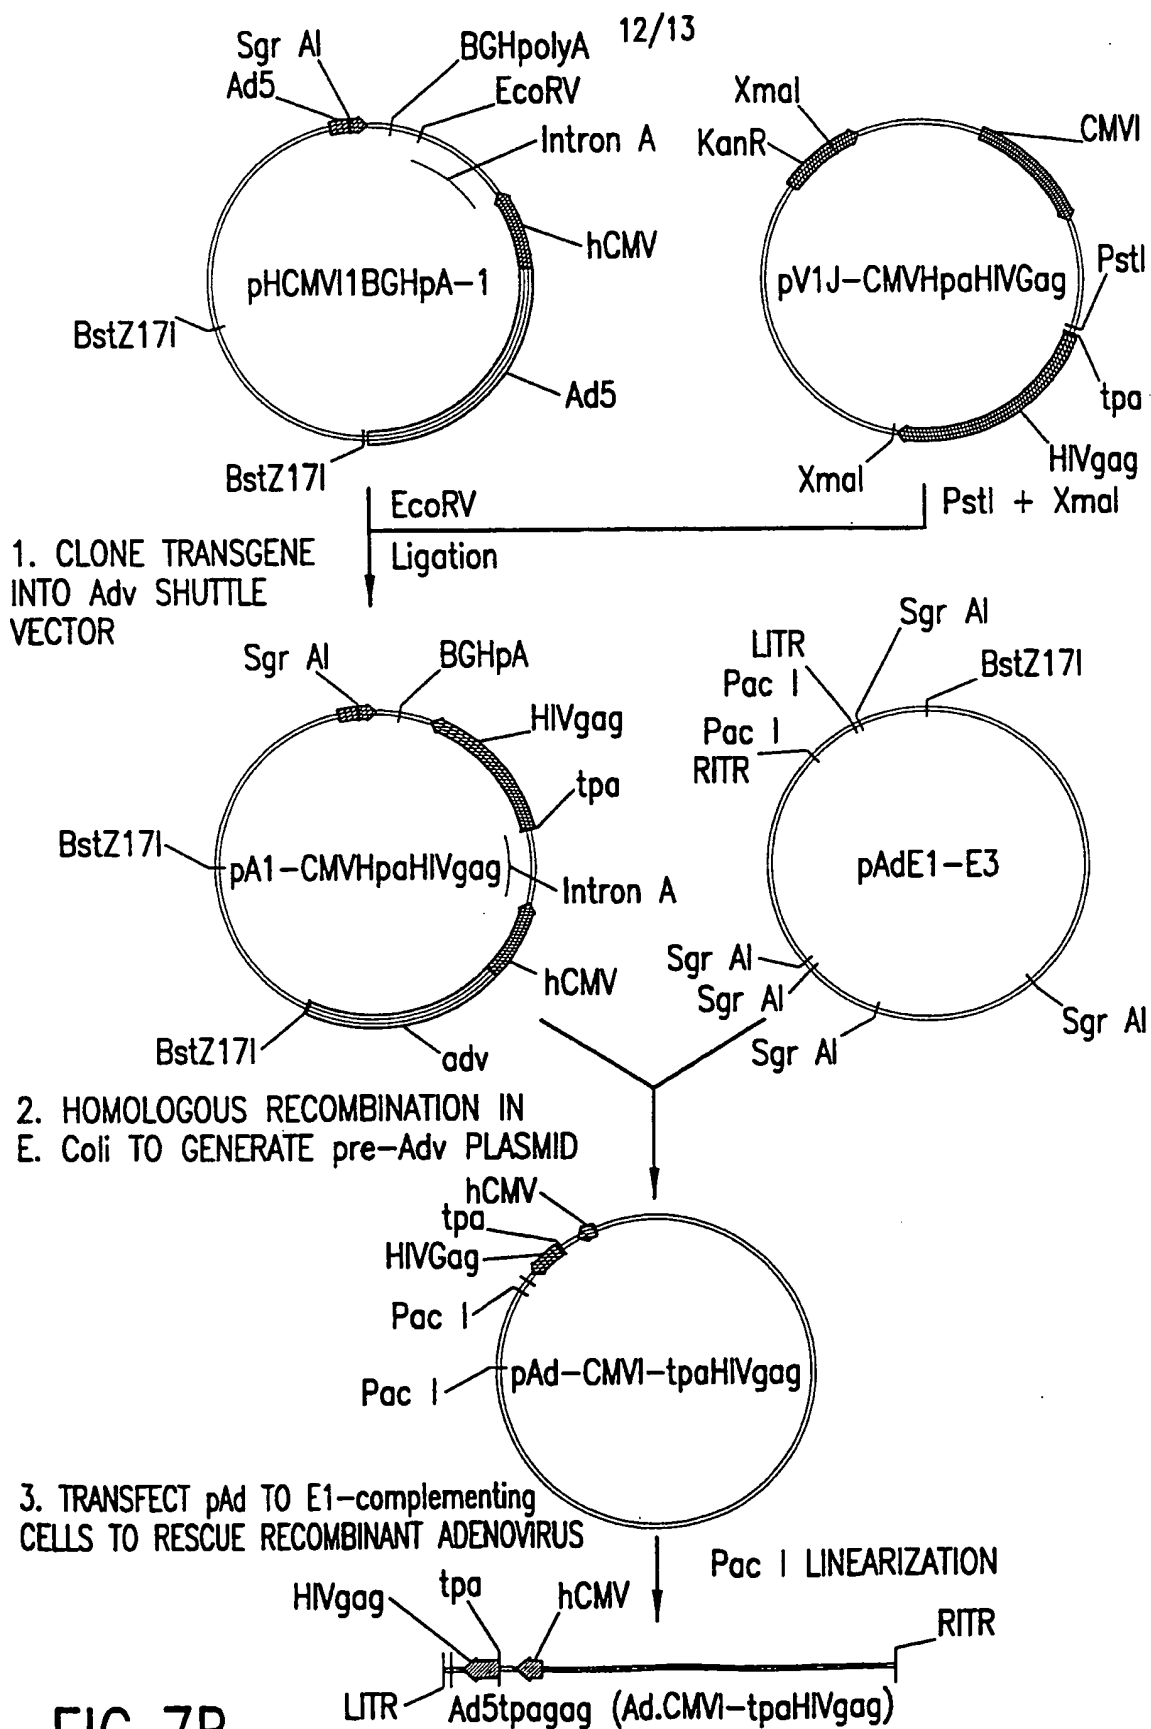 12/13
Sgr AI
BGHpolyA
Ad5
EcoRV
Intron A
hCMV
pHCMVI1BGHpA-1
BstZ17I
Ad5
BstZ17I
XmaI
KanR
CMVI
pV1J-CMVHpaHIVGag
PstI
tpa
HIVgag
XmaI
EcoRV
PstI + XmaI
Ligation
1. CLONE TRANSGENE
INTO Adv SHUTTLE
VECTOR
Sgr AI
BGHpA
HIVgag
tpa
BstZ17I
pA1-CMVHpaHIVgag
Intron A
hCMV
BstZ17I
adv
Sgr AI
LITR
Pac I
BstZ17I
Pac I
RITR
pAdE1-E3
Sgr AI
Sgr AI
Sgr AI
Sgr AI
2. HOMOLOGOUS RECOMBINATION IN
E. Coli TO GENERATE pre-Adv PLASMID
hCMV
tpa
HIVGag
Pac I
Pac I
pAd-CMVI-tpaHIVgag
3. TRANSFECT pAd TO E1-complementing
CELLS TO RESCUE RECOMBINANT ADENOVIRUS
Pac I LINEARIZATION
HIVgag
tpa
hCMV
RITR
LITR
Ad5tpagag (Ad.CMVI-tpaHIVgag)
FIG. 7B